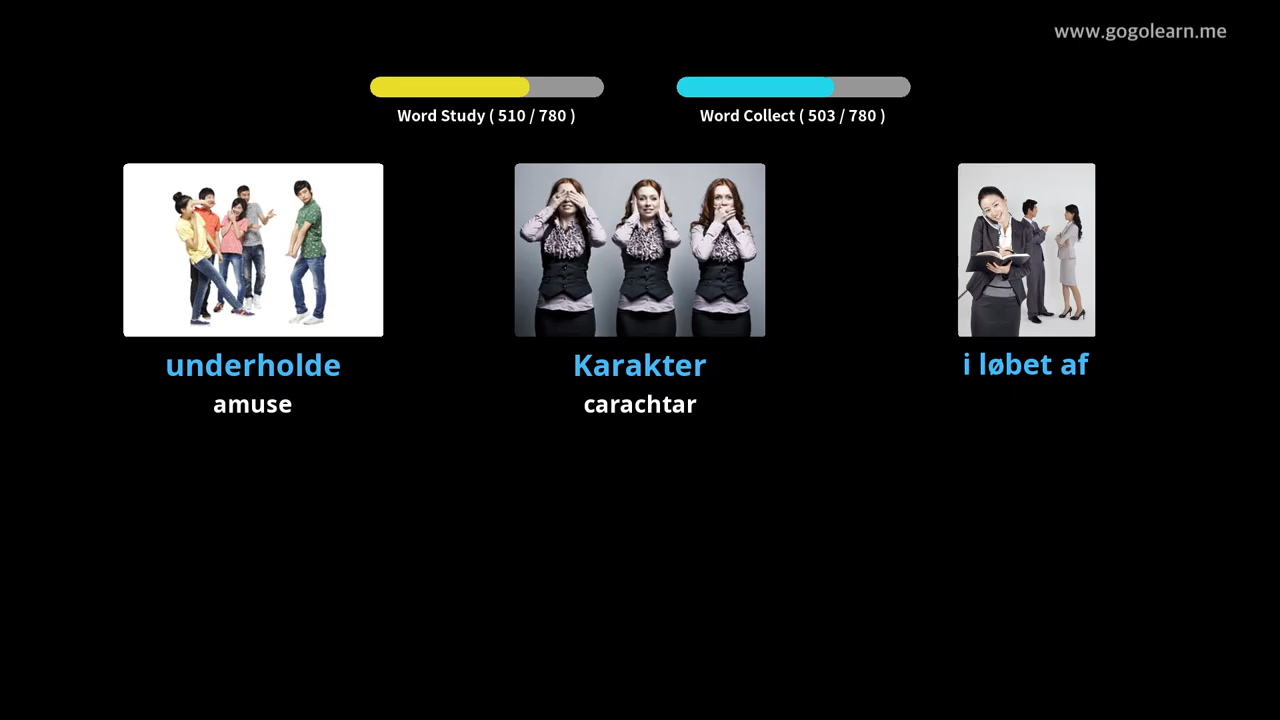 www.gogolearn.me
Word Study ( 510 / 780 )
Word Collect ( 503 / 780 )
underholde
amuse
Karakter
carachtar
i løbet af